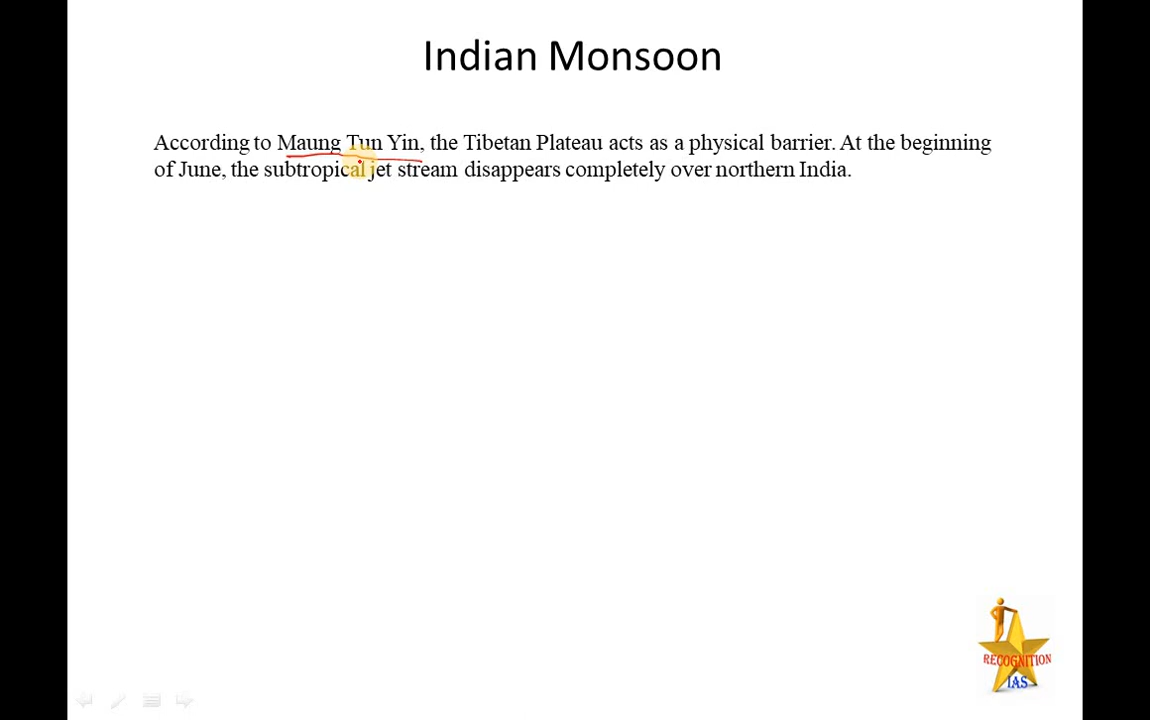 Indian Monsoon
According to Maung Tun Yin, the Tibetan Plateau acts as a physical barrier. At the beginning
of June, the subtropical jet stream disappears completely over northern India.
RECOGNITION
IAS